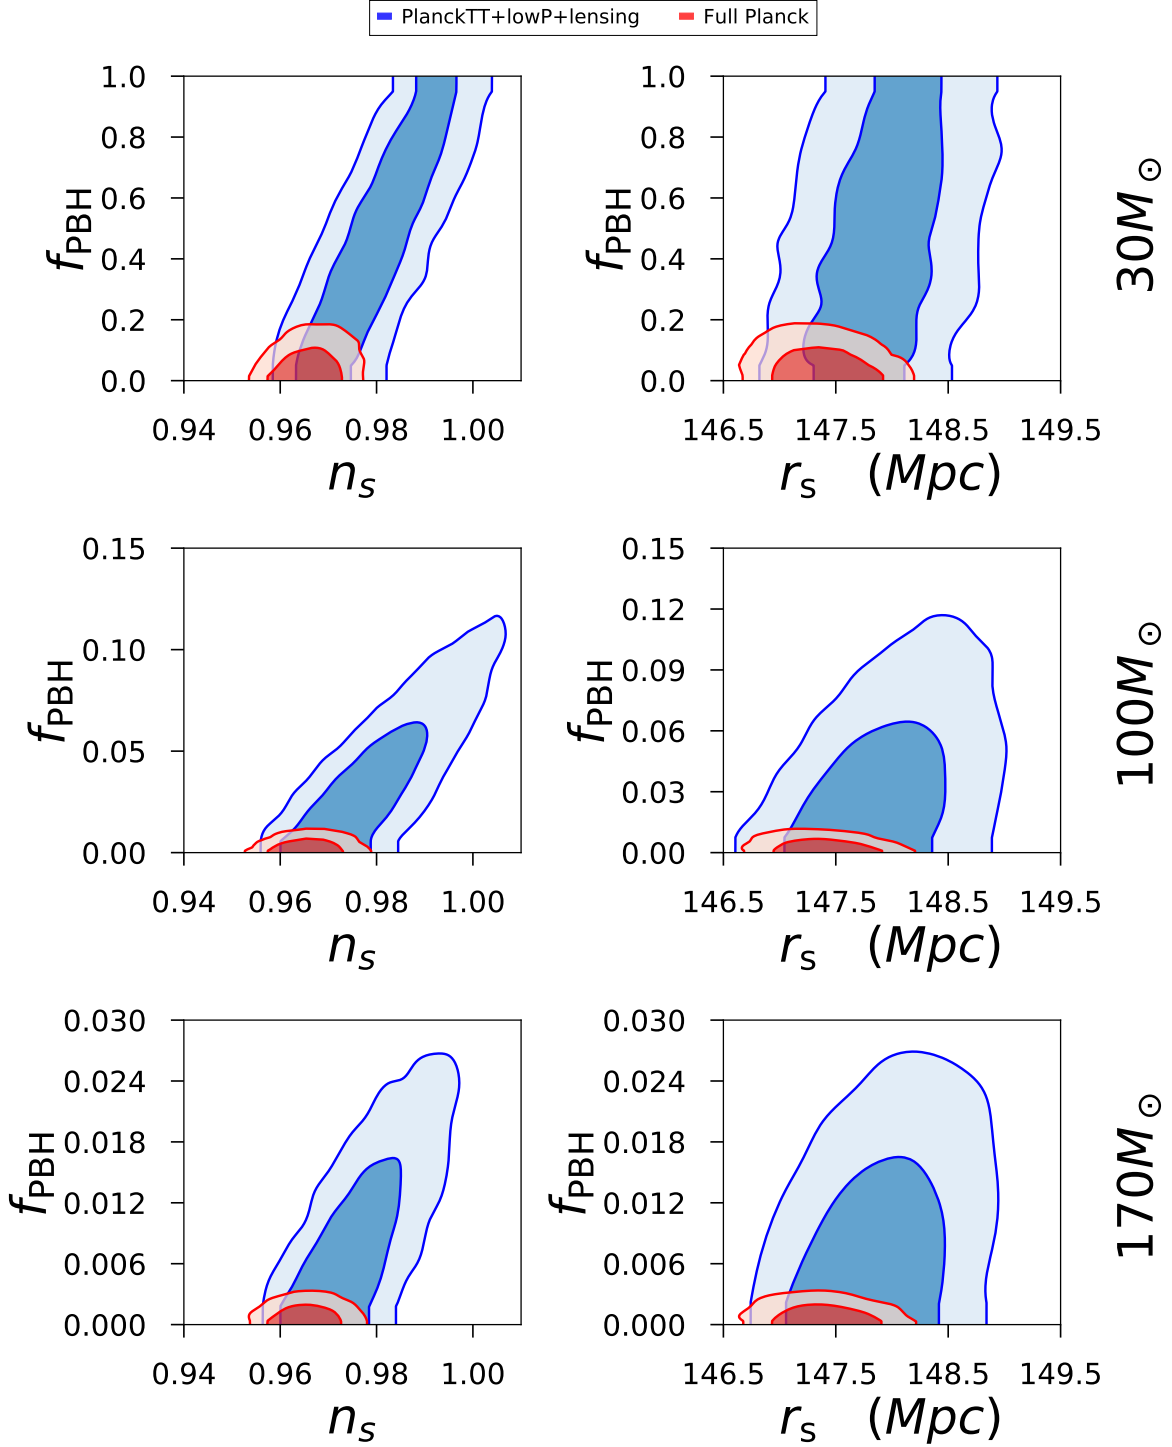 PlanckTT+lowP+lensing Full Planck
1.0
0.8
0.6
0.4
0.2
0.0
f_PBH
0.94 0.96 0.98 1.00
n_s
1.0
0.8
0.6
0.4
0.2
0.0
f_PBH
146.5 147.5 148.5 149.5
r_s (Mpc)
30M_⊙
0.15
0.10
0.05
0.00
f_PBH
0.94 0.96 0.98 1.00
n_s
0.15
0.12
0.09
0.06
0.03
0.00
f_PBH
146.5 147.5 148.5 149.5
r_s (Mpc)
100M_⊙
0.030
0.024
0.018
0.012
0.006
0.000
f_PBH
0.94 0.96 0.98 1.00
n_s
0.030
0.024
0.018
0.012
0.006
0.000
f_PBH
146.5 147.5 148.5 149.5
r_s (Mpc)
170M_⊙